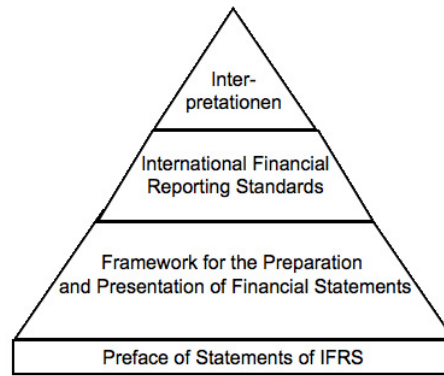 Inter-
pretationen
International Financial
Reporting Standards
Framework for the Preparation
and Presentation of Financial Statements
Preface of Statements of IFRS